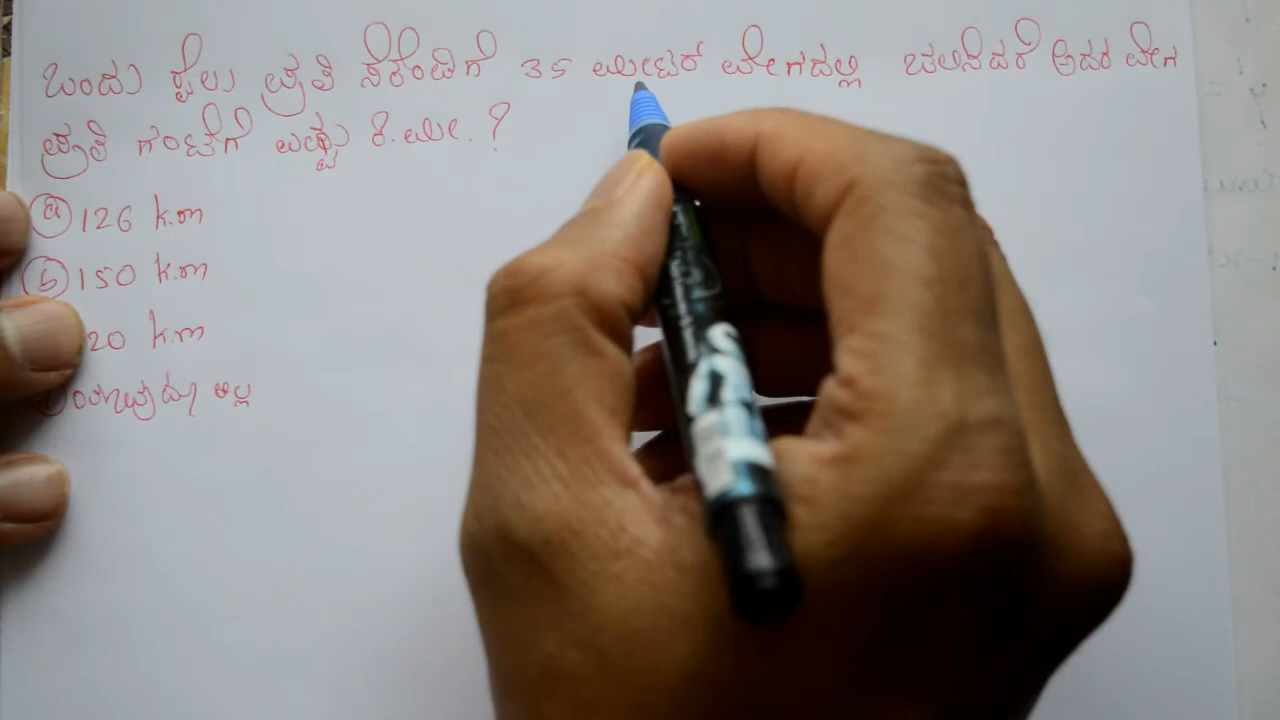 ಒಂದು ರೈಲು ಪ್ರತಿ ಸೆಕೆಂಡಿಗೆ 35 ಮೀಟರ್ ವೇಗದಲ್ಲಿ ಚಲಿಸಿದರೆ ಅದರ ವೇಗ
ಪ್ರತಿ ಗಂಟೆಗೆ ಎಷ್ಟು ಕಿ.ಮೀ. ?
ⓐ 126 k.m
ⓑ 150 k.m
20 k.m
ಯಾವುದು ಅಲ್ಲ